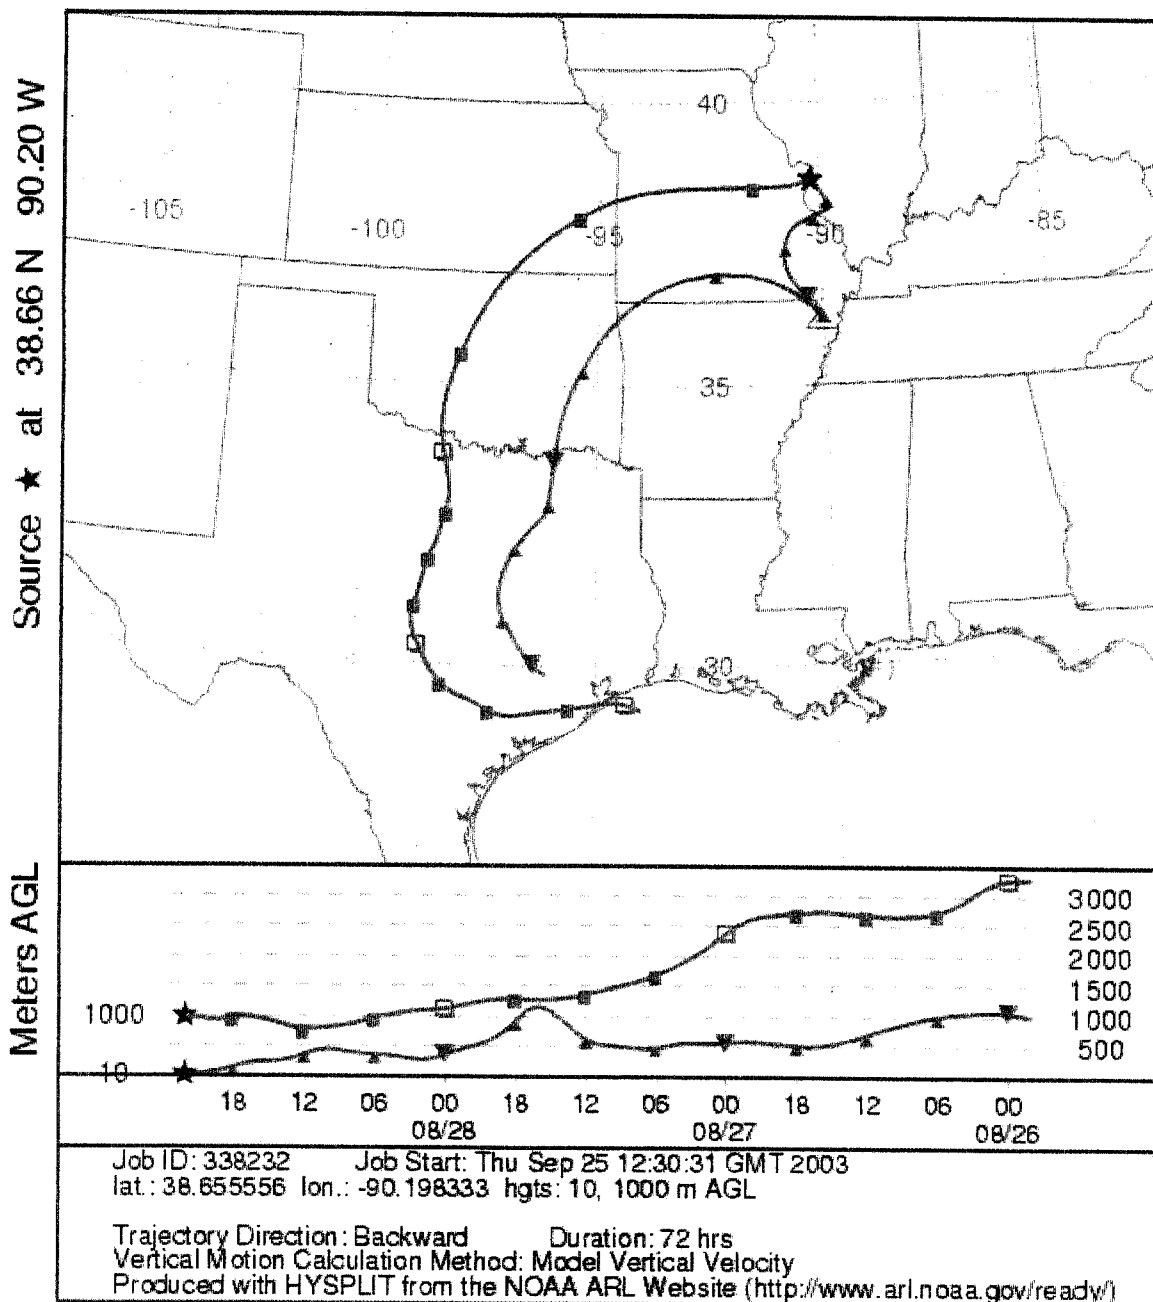 Source ★ at 38.66 N 90.20 W
40
-105
-100
-95
-90
-85
35
30
Meters AGL
1000
10
3000
2500
2000
1500
1000
500
18 12 06 00 18 12 06 00 18 12 06 00
08/28 08/27 08/26
Job ID: 338232 Job Start: Thu Sep 25 12:30:31 GMT 2003
lat.: 38.655556 lon.: -90.198333 hgts: 10, 1000 m AGL
Trajectory Direction: Backward Duration: 72 hrs
Vertical Motion Calculation Method: Model Vertical Velocity
Produced with HYSPLIT from the NOAA ARL Website (http://www.arl.noaa.gov/ready/)